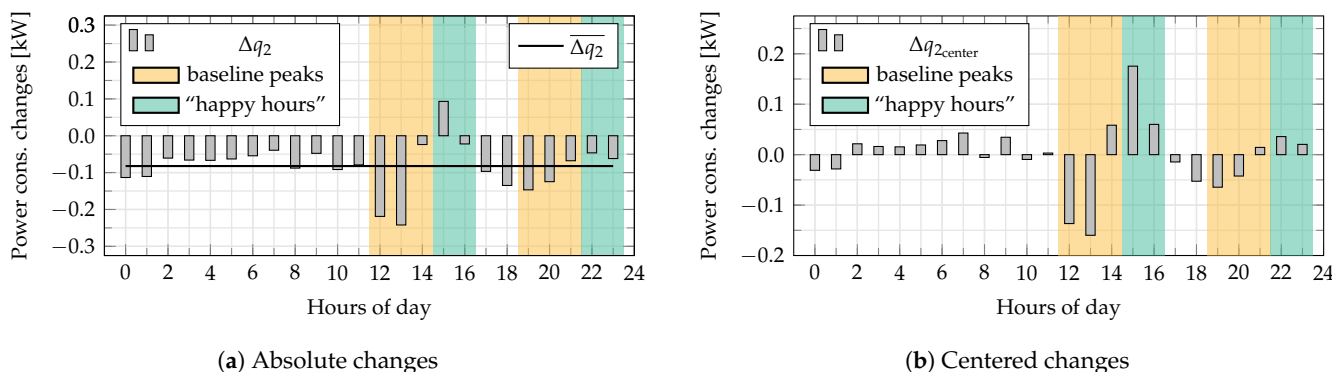 Power cons. changes [kW]
0.3
0.2
0.1
0.0
−0.1
−0.2
−0.3
Δq2
baseline peaks
“happy hours”
Δq2
0 2 4 6 8 10 12 14 16 18 20 22 24
Hours of day
(a) Absolute changes
Power cons. changes [kW]
0.2
0.1
0.0
−0.1
−0.2
Δq2center
baseline peaks
“happy hours”
0 2 4 6 8 10 12 14 16 18 20 22 24
Hours of day
(b) Centered changes